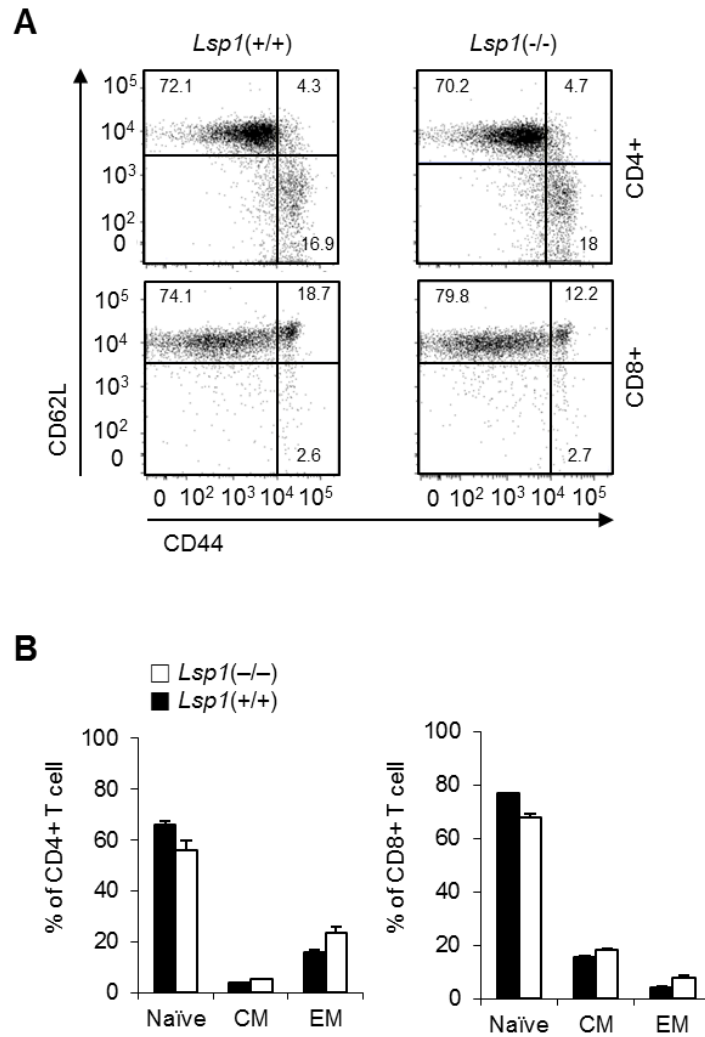 A
Lsp1(+/+)
Lsp1(-/-)
10⁵
10⁴
10³
10²
0
72.1
4.3
16.9
70.2
4.7
18
CD4+
10⁵
10⁴
10³
10²
0
74.1
18.7
2.6
79.8
12.2
2.7
CD8+
CD62L
0 10² 10³ 10⁴ 10⁵
0 10² 10³ 10⁴ 10⁵
CD44
B
Lsp1(–/–)
Lsp1(+/+)
% of CD4+ T cell
100
80
60
40
20
0
Naïve CM EM
% of CD8+ T cell
100
80
60
40
20
0
Naïve CM EM